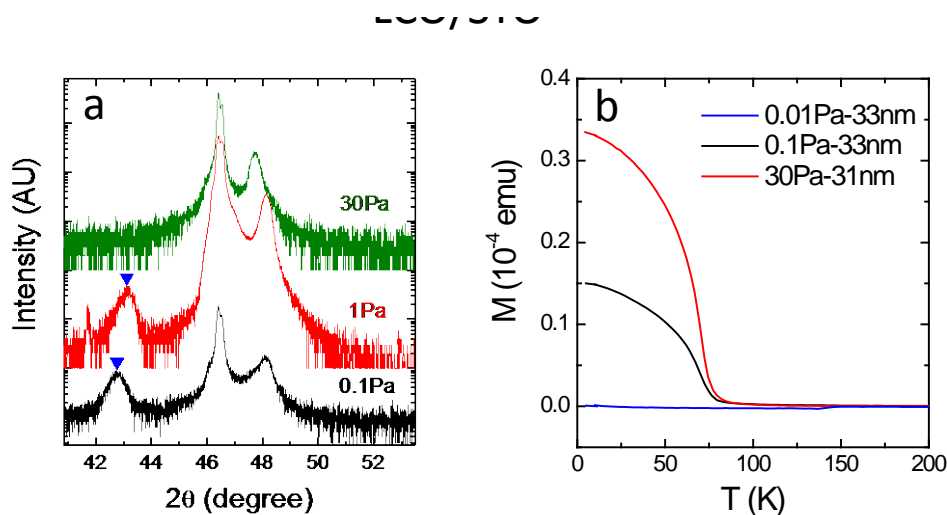 a
30Pa
1Pa
0.1Pa
Intensity (AU)
42 44 46 48 50 52
2θ (degree)
b
0.01Pa-33nm
0.1Pa-33nm
30Pa-31nm
0.4
0.3
0.2
0.1
0.0
M (10⁻⁴ emu)
0 50 100 150 200
T (K)